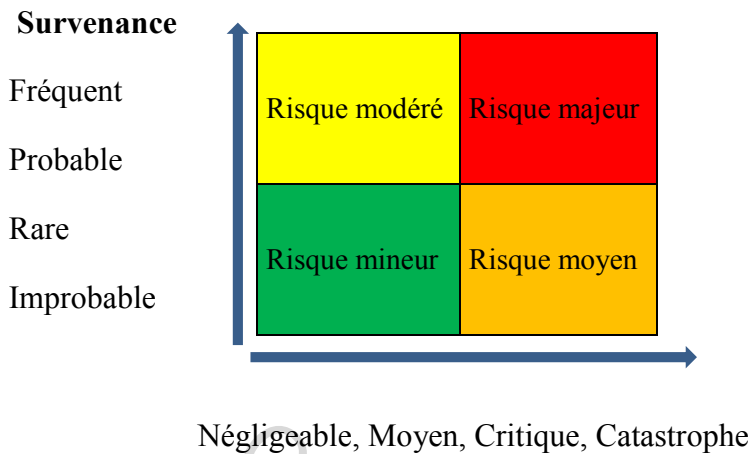 Survenance
Fréquent
Risque modéré Risque majeur
Probable
Rare
Risque mineur Risque moyen
Improbable
Négligeable, Moyen, Critique, Catastrophe